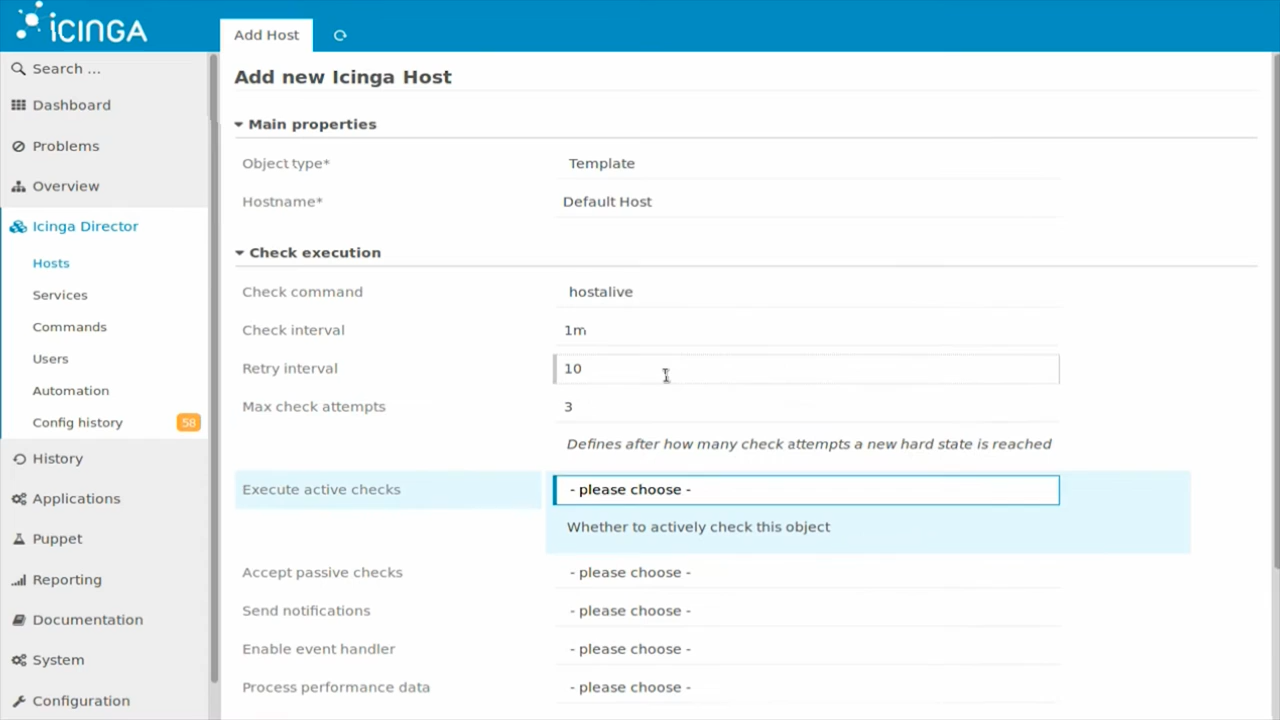 iCINGA
Add Host
Search ...
Dashboard
Problems
Overview
Icinga Director
Hosts
Services
Commands
Users
Automation
Config history 58
History
Applications
Puppet
Reporting
Documentation
System
Configuration
Add new Icinga Host
Main properties
Object type* Template
Hostname* Default Host
Check execution
Check command hostalive
Check interval 1m
Retry interval 10
Max check attempts 3
Defines after how many check attempts a new hard state is reached
Execute active checks - please choose -
Whether to actively check this object
Accept passive checks - please choose -
Send notifications - please choose -
Enable event handler - please choose -
Process performance data - please choose -